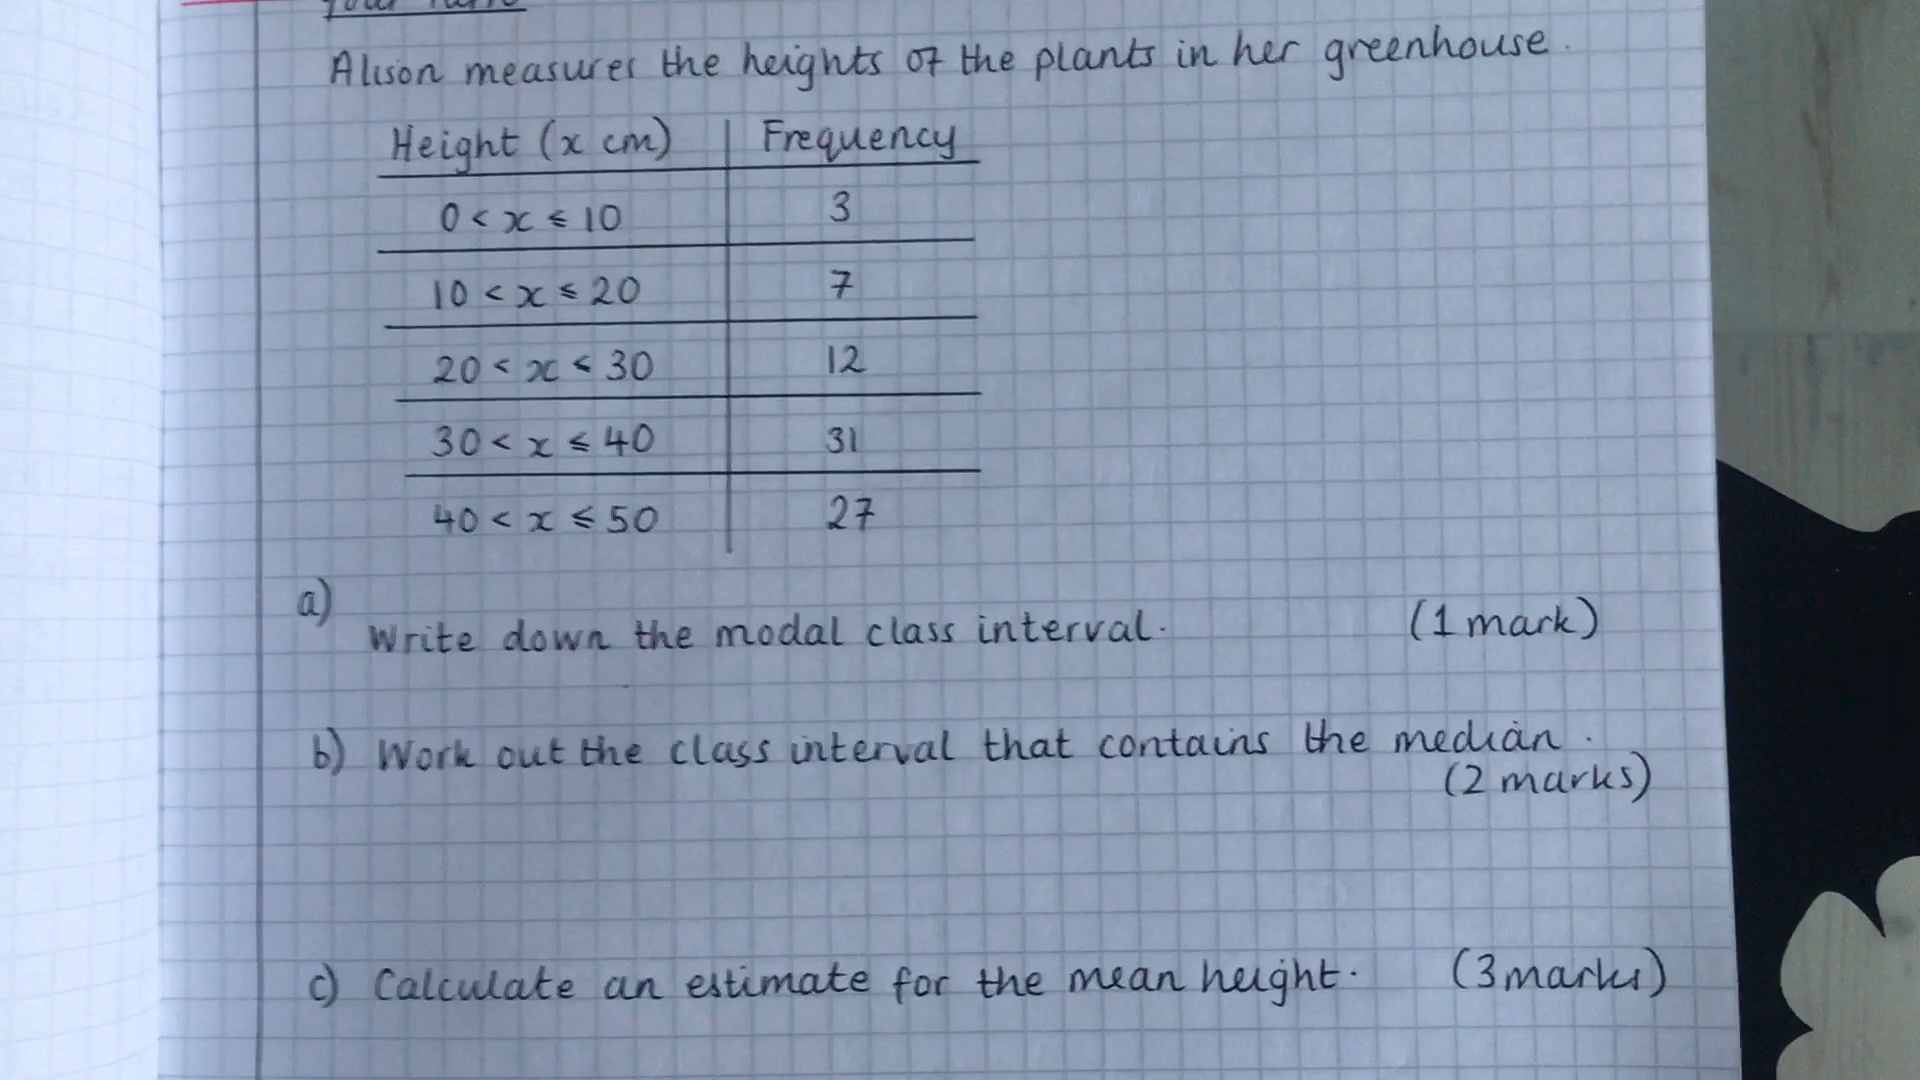 Alison measures the heights of the plants in her greenhouse.
Height (x cm) Frequency
0 < x ≤ 10 3
10 < x ≤ 20 7
20 < x ≤ 30 12
30 < x ≤ 40 31
40 < x ≤ 50 27
a)
Write down the modal class interval. (1 mark)
b) Work out the class interval that contains the median.
(2 marks)
c) Calculate an estimate for the mean height. (3 marks)